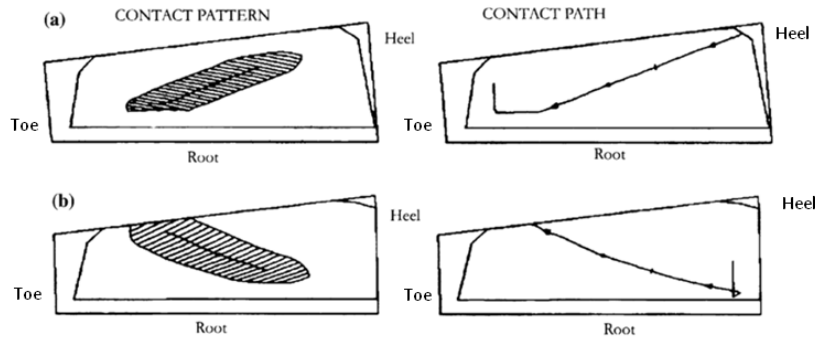 (a) CONTACT PATTERN CONTACT PATH
Heel Heel
Toe Toe
Root Root
(b)
Heel Heel
Toe Toe
Root Root